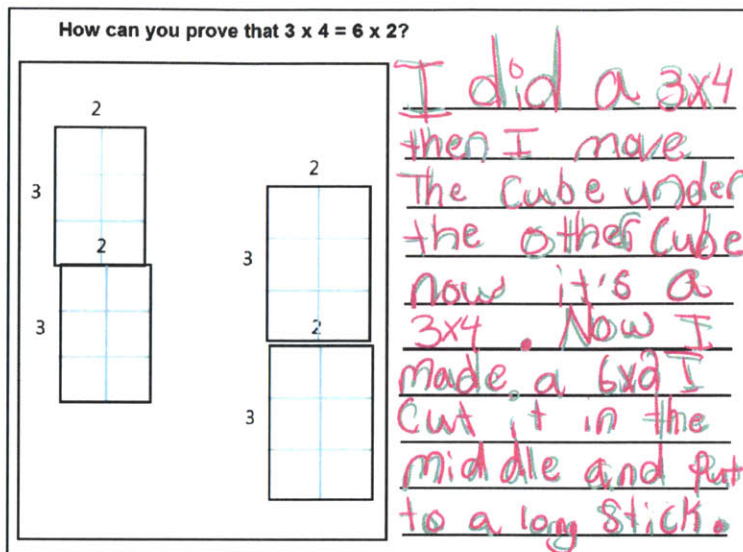 How can you prove that 3 x 4 = 6 x 2?
2
3
2
3
2
3
2
3
I did a 3x4
then I move
The cube under
the other cube
now it's a
3x4. Now I
made a 6x2 I
cut it in the
middle and put
to a long stick.